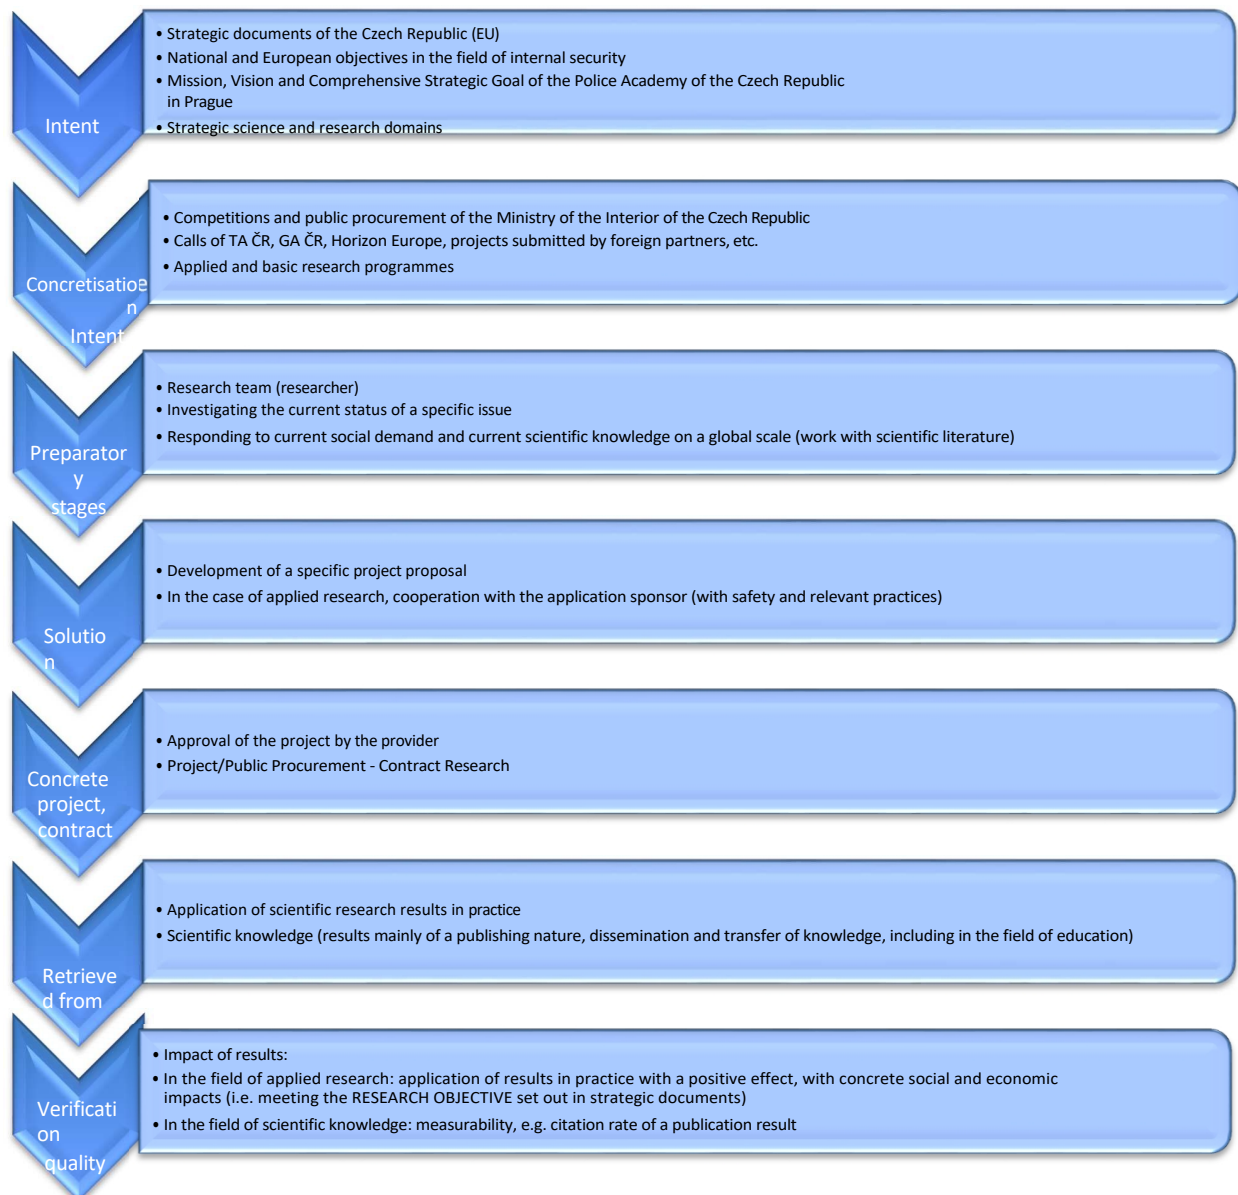 • Strategic documents of the Czech Republic (EU)
• National and European objectives in the field of internal security
• Mission, Vision and Comprehensive Strategic Goal of the Police Academy of the Czech Republic
in Prague
• Strategic science and research domains
Intent
• Competitions and public procurement of the Ministry of the Interior of the Czech Republic
• Calls of TA ČR, GA ČR, Horizon Europe, projects submitted by foreign partners, etc.
• Applied and basic research programmes
Concretisatioe
n
Intent
• Research team (researcher)
• Investigating the current status of a specific issue
• Responding to current social demand and current scientific knowledge on a global scale (work with scientific literature)
Preparator
y
stages
• Development of a specific project proposal
• In the case of applied research, cooperation with the application sponsor (with safety and relevant practices)
Solutio
n
• Approval of the project by the provider
• Project/Public Procurement - Contract Research
Concrete
project,
contract
• Application of scientific research results in practice
• Scientific knowledge (results mainly of a publishing nature, dissemination and transfer of knowledge, including in the field of education)
Retrieve
d from
• Impact of results:
• In the field of applied research: application of results in practice with a positive effect, with concrete social and economic
impacts (i.e. meeting the RESEARCH OBJECTIVE set out in strategic documents)
• In the field of scientific knowledge: measurability, e.g. citation rate of a publication result
Verificati
on
quality